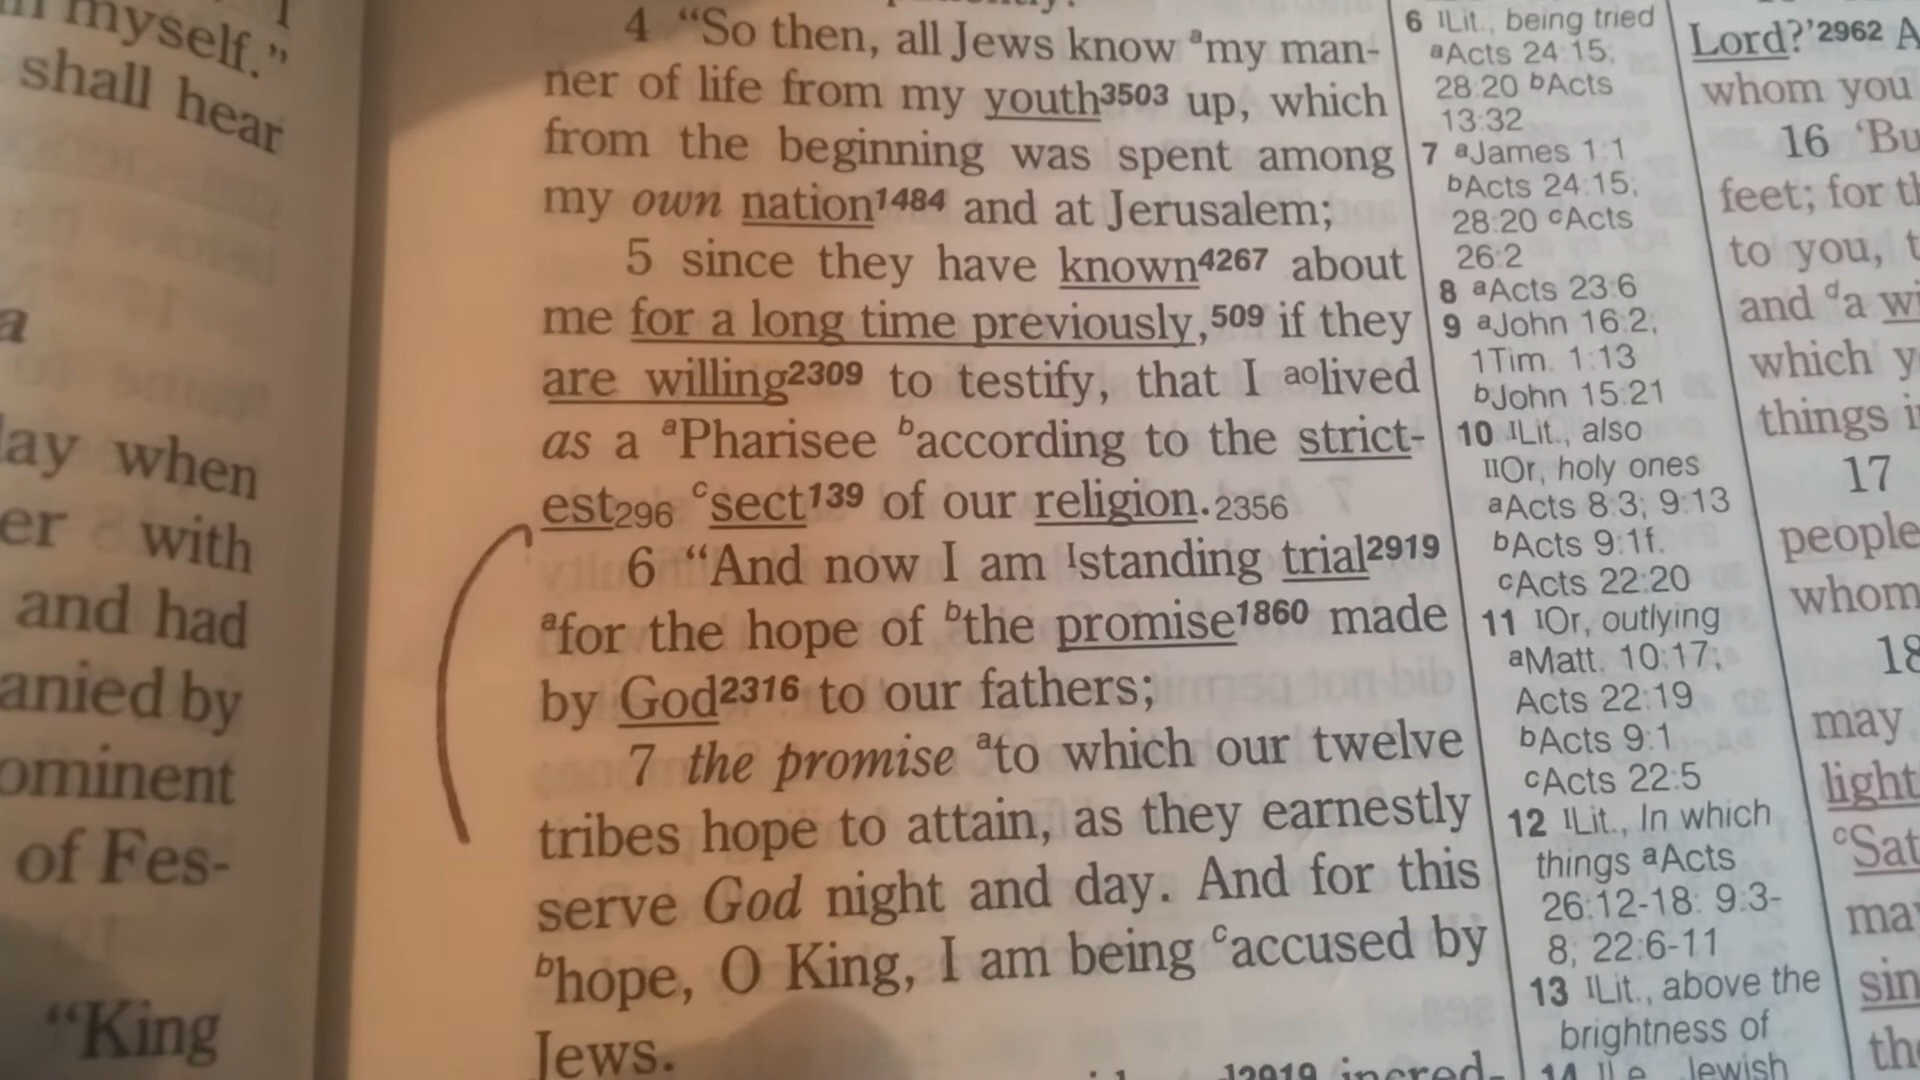 myself."
shall hear
a
when
er with
and had
anied by
ominent
of Fes-
"King
4 "So then, all Jews know ᵃmy man-
ner of life from my youth3503 up, which
from the beginning was spent among
my own nation1484 and at Jerusalem;
5 since they have known4267 about
me for a long time previously,509 if they
are willing2309 to testify, that I aolived
as a ᵃPharisee ᵇaccording to the strict-
est296 ᶜsect139 of our religion.2356
6 "And now I am ᴵstanding trial2919
ᵃfor the hope of ᵇthe promise1860 made
by God2316 to our fathers;
7 the promise ᵃto which our twelve
tribes hope to attain, as they earnestly
serve God night and day. And for this
ᵇhope, O King, I am being ᶜaccused by
Jews.
6 ᴵLit., being tried
ᵃActs 24:15;
28:20 ᵇActs
13:32
7 ᵃJames 1:1
ᵇActs 24:15;
28:20 ᶜActs
26:2
8 ᵃActs 23:6
9 ᵃJohn 16:2;
1Tim. 1:13
ᵇJohn 15:21
10 ᴵLit., also
ᴵᴵOr, holy ones
ᵃActs 8:3; 9:13
ᵇActs 9:1f.
ᶜActs 22:20
11 ᴵOr, outlying
ᵃMatt. 10:17;
Acts 22:19
ᵇActs 9:1
ᶜActs 22:5
12 ᴵLit., In which
things ᵃActs
26:12-18; 9:3-
8; 22:6-11
13 ᴵLit., above the
brightness of
14 ᴵI.e., Jewish
Lord?'2962 A
whom you
16 'Bu
feet; for th
to you, t
and ᵈa wi
which y
things i
17
people
whom
18
may
light
ᶜSat
ma
sin
the